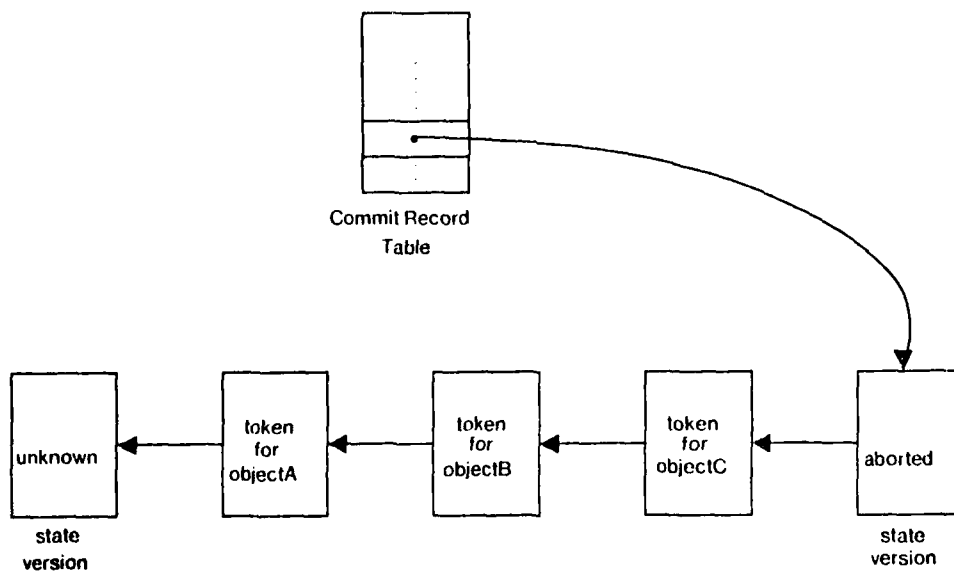 Commit Record
Table
unknown
token
for
objectA
token
for
objectB
token
for
objectC
aborted
state
version
state
version